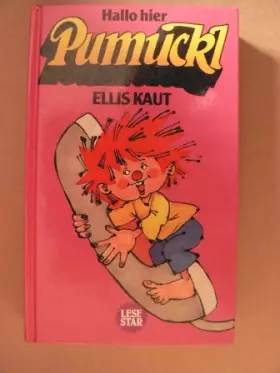 Hallo hier
Pumuckl
ELLIS KAUT
LESE
STAR